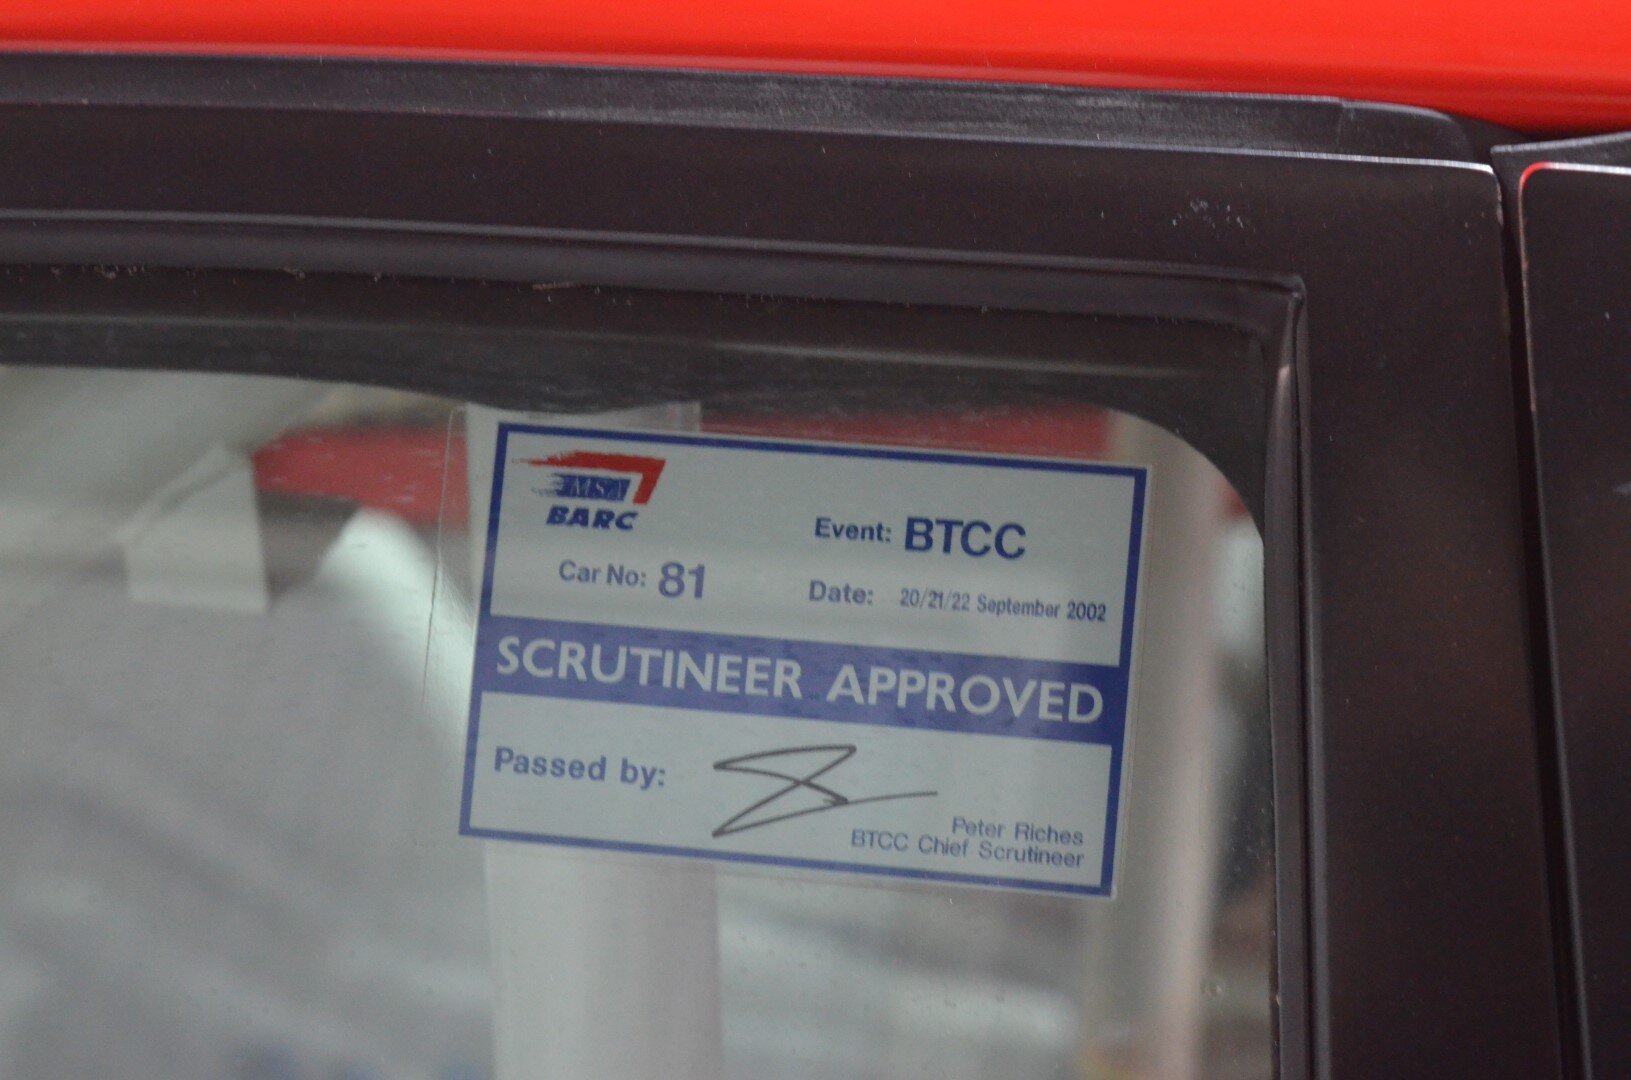 MSA
BARC
Event: BTCC
Car No: 81
Date: 20/21/22 September 2002
SCRUTINEER APPROVED
Passed by:
Peter Riches
BTCC Chief Scrutineer